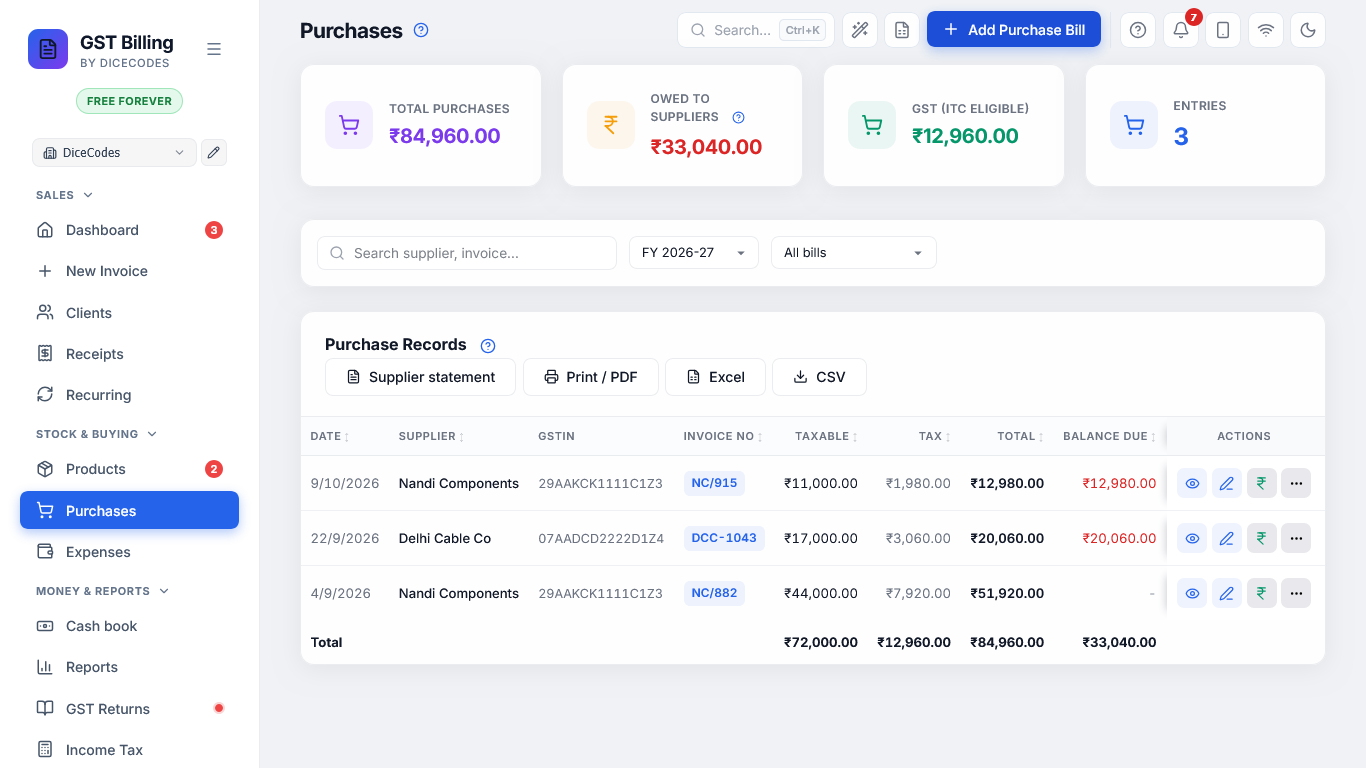 GST Billing
BY DICECODES
FREE FOREVER
DiceCodes
SALES
Dashboard 3
New Invoice
Clients
Receipts
Recurring
STOCK & BUYING
Products 2
Purchases
Expenses
MONEY & REPORTS
Cash book
Reports
GST Returns
Income Tax
Purchases
Search... Ctrl+K
Add Purchase Bill
7
TOTAL PURCHASES
₹84,960.00
OWED TO
SUPPLIERS
₹33,040.00
GST (ITC ELIGIBLE)
₹12,960.00
ENTRIES
3
Search supplier, invoice... FY 2026-27 All bills
Purchase Records
Supplier statement Print / PDF Excel CSV
DATE SUPPLIER GSTIN INVOICE NO TAXABLE TAX TOTAL BALANCE DUE ACTIONS
9/10/2026 Nandi Components 29AAKCK1111C1Z3 NC/915 ₹11,000.00 ₹1,980.00 ₹12,980.00 ₹12,980.00 ₹
22/9/2026 Delhi Cable Co 07AADCD2222D1Z4 DCC-1043 ₹17,000.00 ₹3,060.00 ₹20,060.00 ₹20,060.00 ₹
4/9/2026 Nandi Components 29AAKCK1111C1Z3 NC/882 ₹44,000.00 ₹7,920.00 ₹51,920.00 - ₹
Total ₹72,000.00 ₹12,960.00 ₹84,960.00 ₹33,040.00